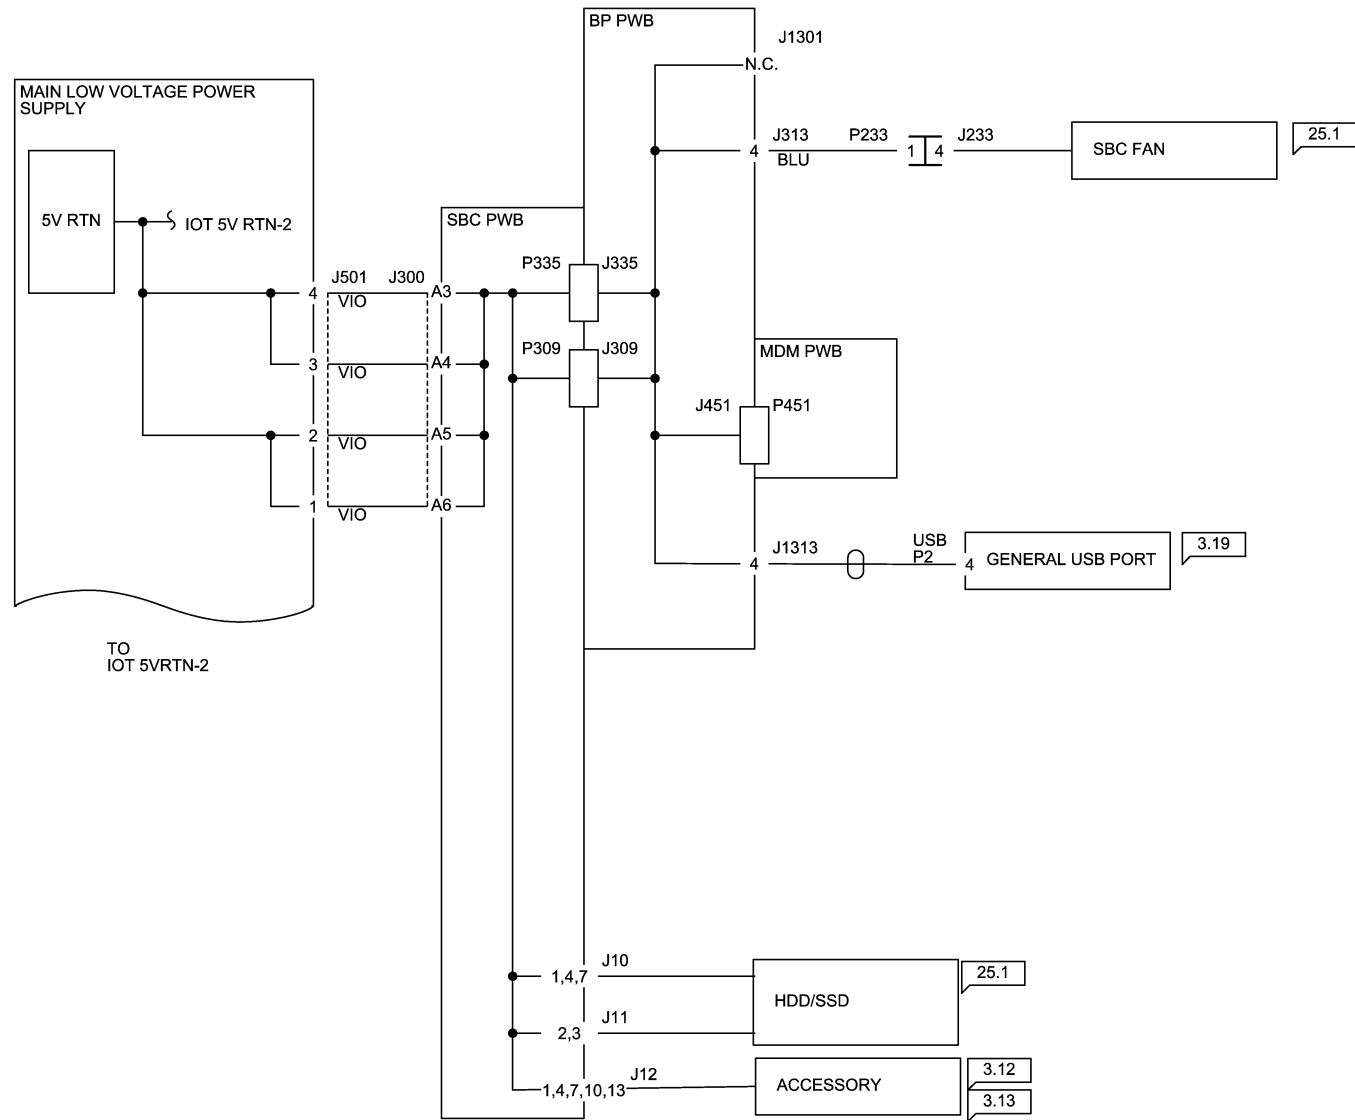 BP PWB
J1301
N.C.
MAIN LOW VOLTAGE POWER
SUPPLY
J313
P233
J233
4
BLU
1
4
SBC FAN
25.1
5V RTN
IOT 5V RTN-2
SBC PWB
P335
J335
J501
J300
4
VIO
A3
P309
J309
MDM PWB
3
VIO
A4
J451
P451
2
VIO
A5
1
VIO
A6
J1313
USB
P2
4
4
GENERAL USB PORT
3.19
TO
IOT 5VRTN-2
J10
1,4,7
25.1
HDD/SSD
J11
2,3
J12
1,4,7,10,13
ACCESSORY
3.12
3.13